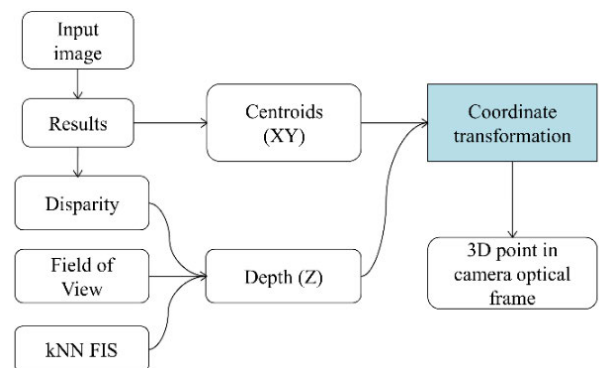 Input
image
Results
Centroids
(XY)
Coordinate
transformation
Disparity
Field of
View
Depth (Z)
3D point in
camera optical
frame
kNN FIS